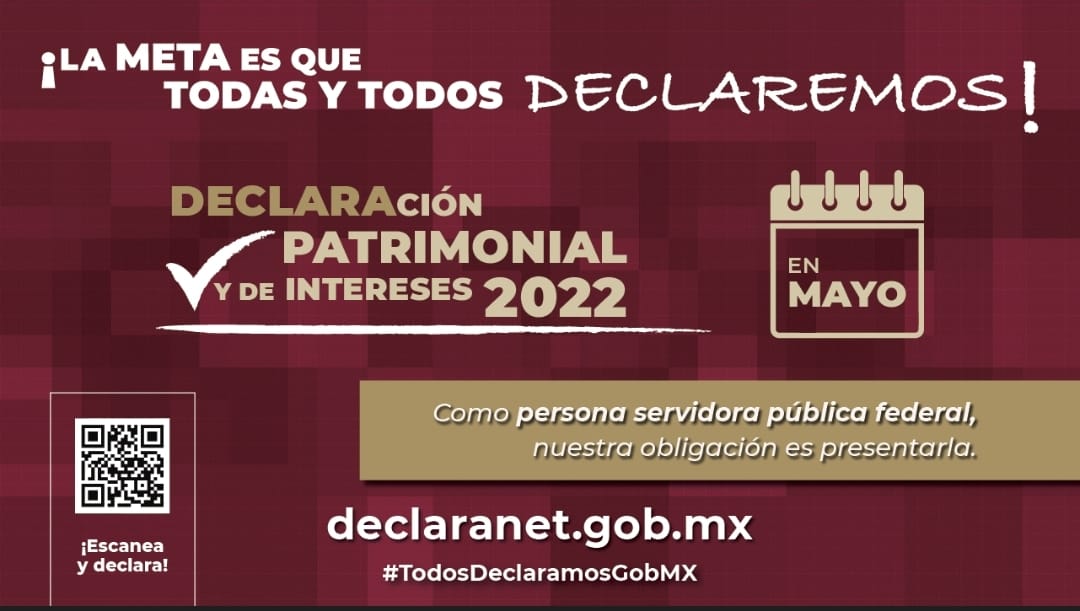 ¡LA META ES QUE
TODAS Y TODOS DECLAREMOS!
DECLARACIÓN
PATRIMONIAL
Y DE INTERESES 2022
EN
MAYO
Como persona servidora pública federal,
nuestra obligación es presentarla.
¡Escanea
y declara!
declaranet.gob.mx
#TodosDeclaramosGobMX